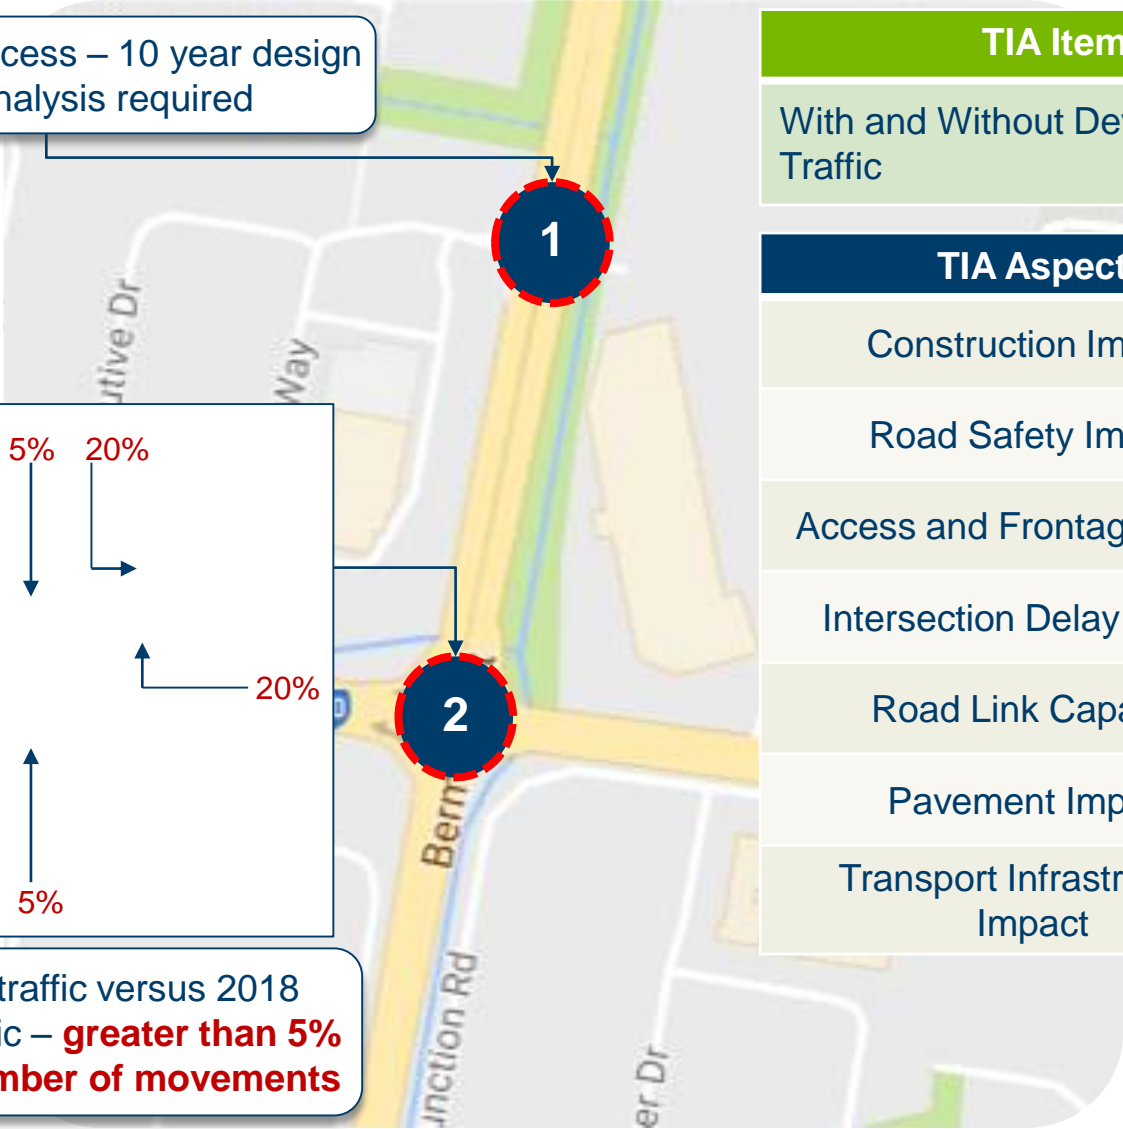 cess – 10 year design
nalysis required
TIA Item
With and Without De
Traffic
1
TIA Aspect
Construction Im
Road Safety Im
Access and Frontag
Intersection Delay
Road Link Capa
Pavement Imp
Transport Infrastr
Impact
utive Dr
Way
5% 20%
20%
5%
2
Bern
unction Rd
er Dr
traffic versus 2018
ic – greater than 5%
mber of movements